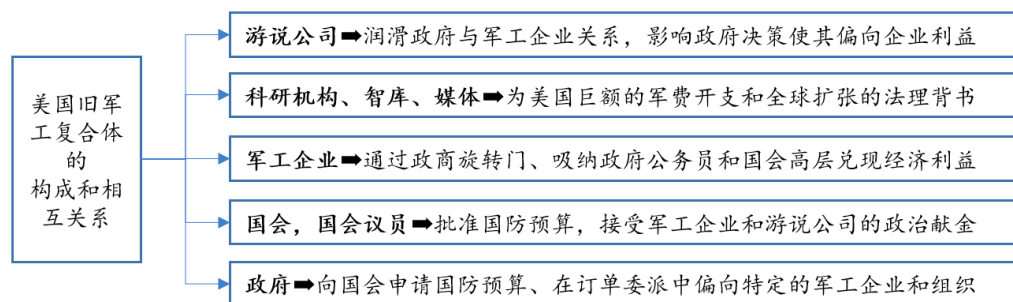 美国旧军
工复合体
的
构成和相
互关系
游说公司➡润滑政府与军工企业关系，影响政府决策使其偏向企业利益
科研机构、智库、媒体➡为美国巨额的军费开支和全球扩张的法理背书
军工企业➡通过政商旋转门、吸纳政府公务员和国会高层兑现经济利益
国会，国会议员➡批准国防预算，接受军工企业和游说公司的政治献金
政府➡向国会申请国防预算、在订单委派中偏向特定的军工企业和组织